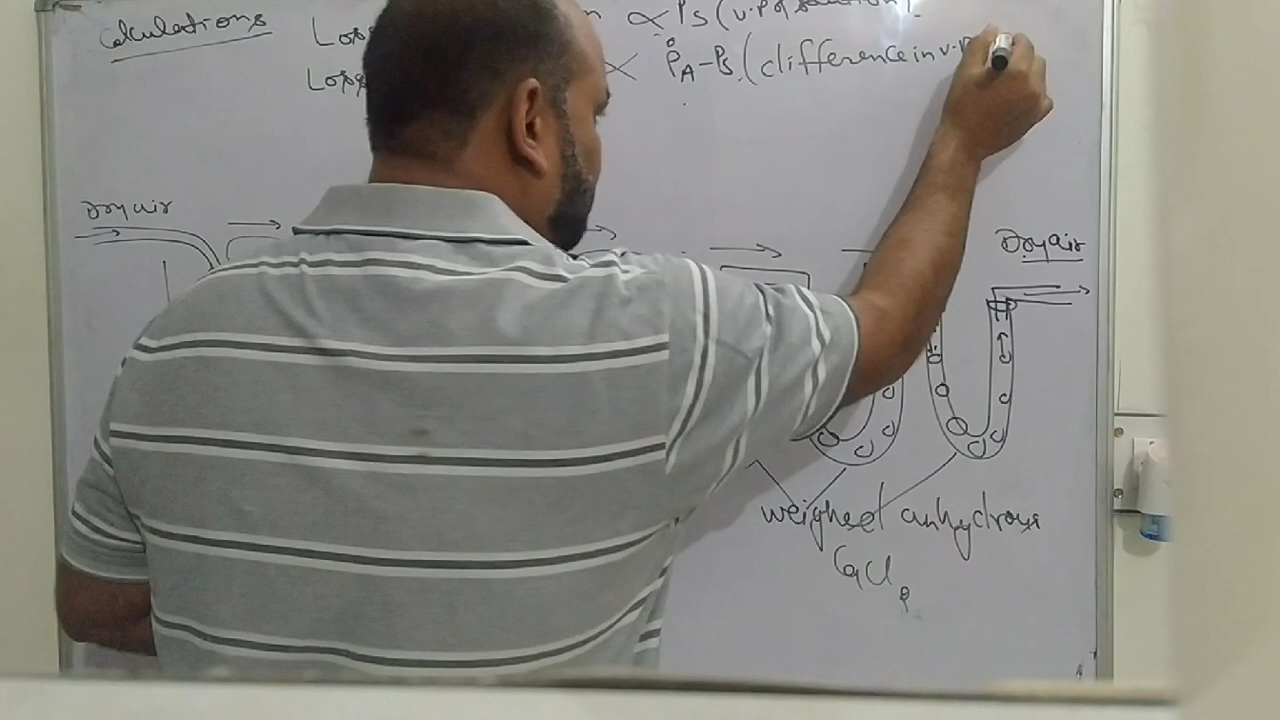 Calculations
Loss ∝ Ps (v.p of solution).
Loss ∝ P°A-Ps. (difference in v.p
Dry air
Dry air
weighed anhydrous
CaCl2